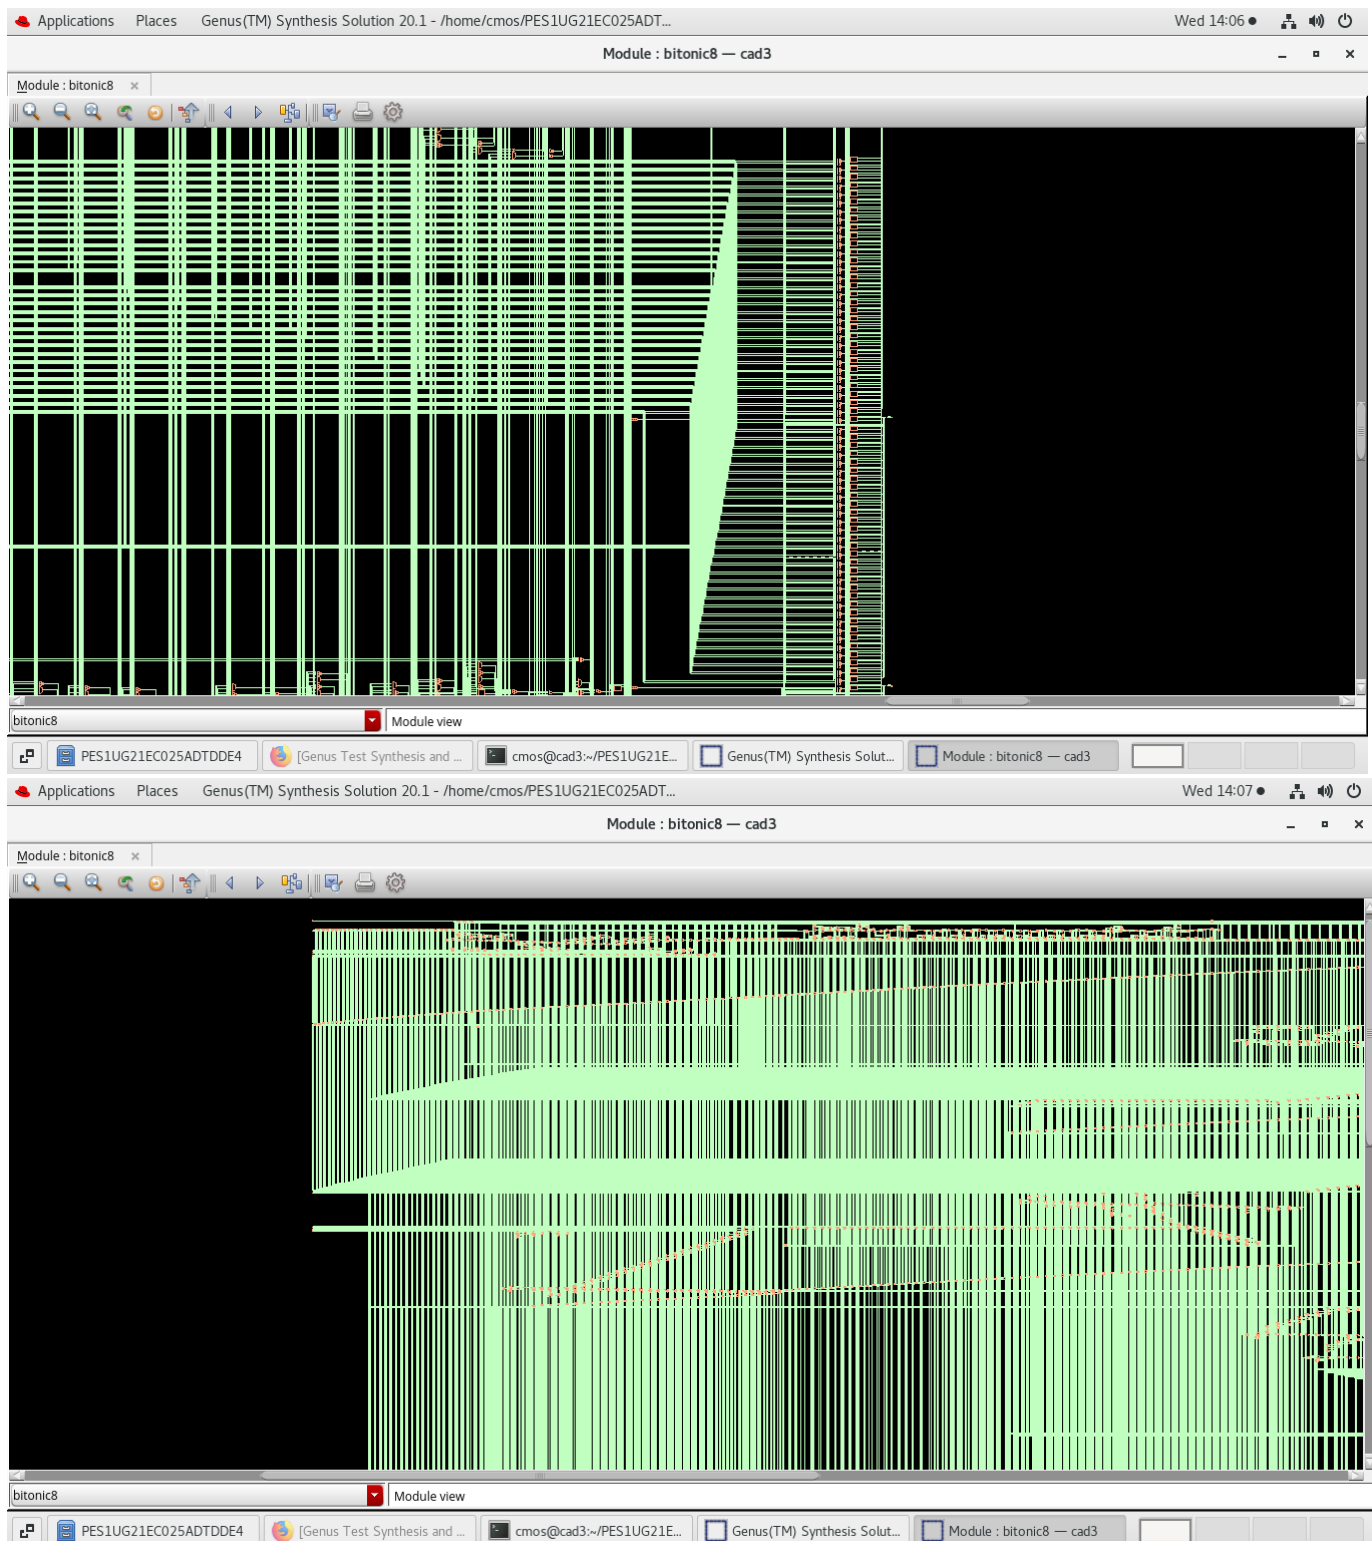 Applications Places Genus(TM) Synthesis Solution 20.1 - /home/cmos/PES1UG21EC025ADT... Wed 14:06
Module : bitonic8 — cad3
Module : bitonic8
bitonic8 Module view
PES1UG21EC025ADTDDE4 [Genus Test Synthesis and ... cmos@cad3:~/PES1UG21E... Genus(TM) Synthesis Solut... Module : bitonic8 — cad3
Applications Places Genus(TM) Synthesis Solution 20.1 - /home/cmos/PES1UG21EC025ADT... Wed 14:07
Module : bitonic8 — cad3
Module : bitonic8
bitonic8 Module view
PES1UG21EC025ADTDDE4 [Genus Test Synthesis and ... cmos@cad3:~/PES1UG21E... Genus(TM) Synthesis Solut... Module : bitonic8 — cad3